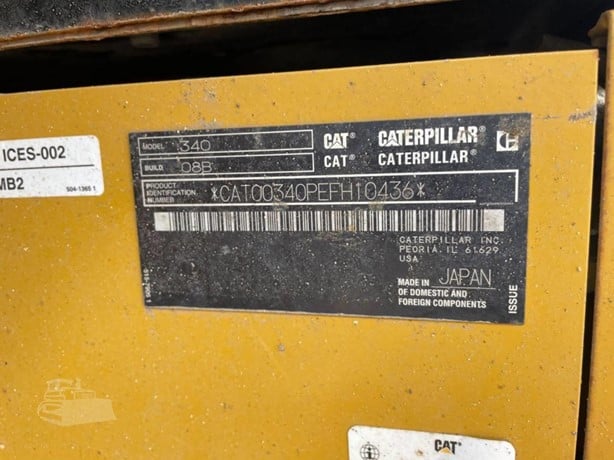 ICES-002
MB2
504-1365 1
MODEL 340
BUILD 08B
CAT CATERPILLAR
CAT CATERPILLAR
PRODUCT IDENTIFICATION NUMBER *CAT00340PEFH10436*
CATERPILLAR INC.
PEORIA.IL 61629
USA
MADE IN JAPAN
OF DOMESTIC AND
FOREIGN COMPONENTS
ISSUE
CAT